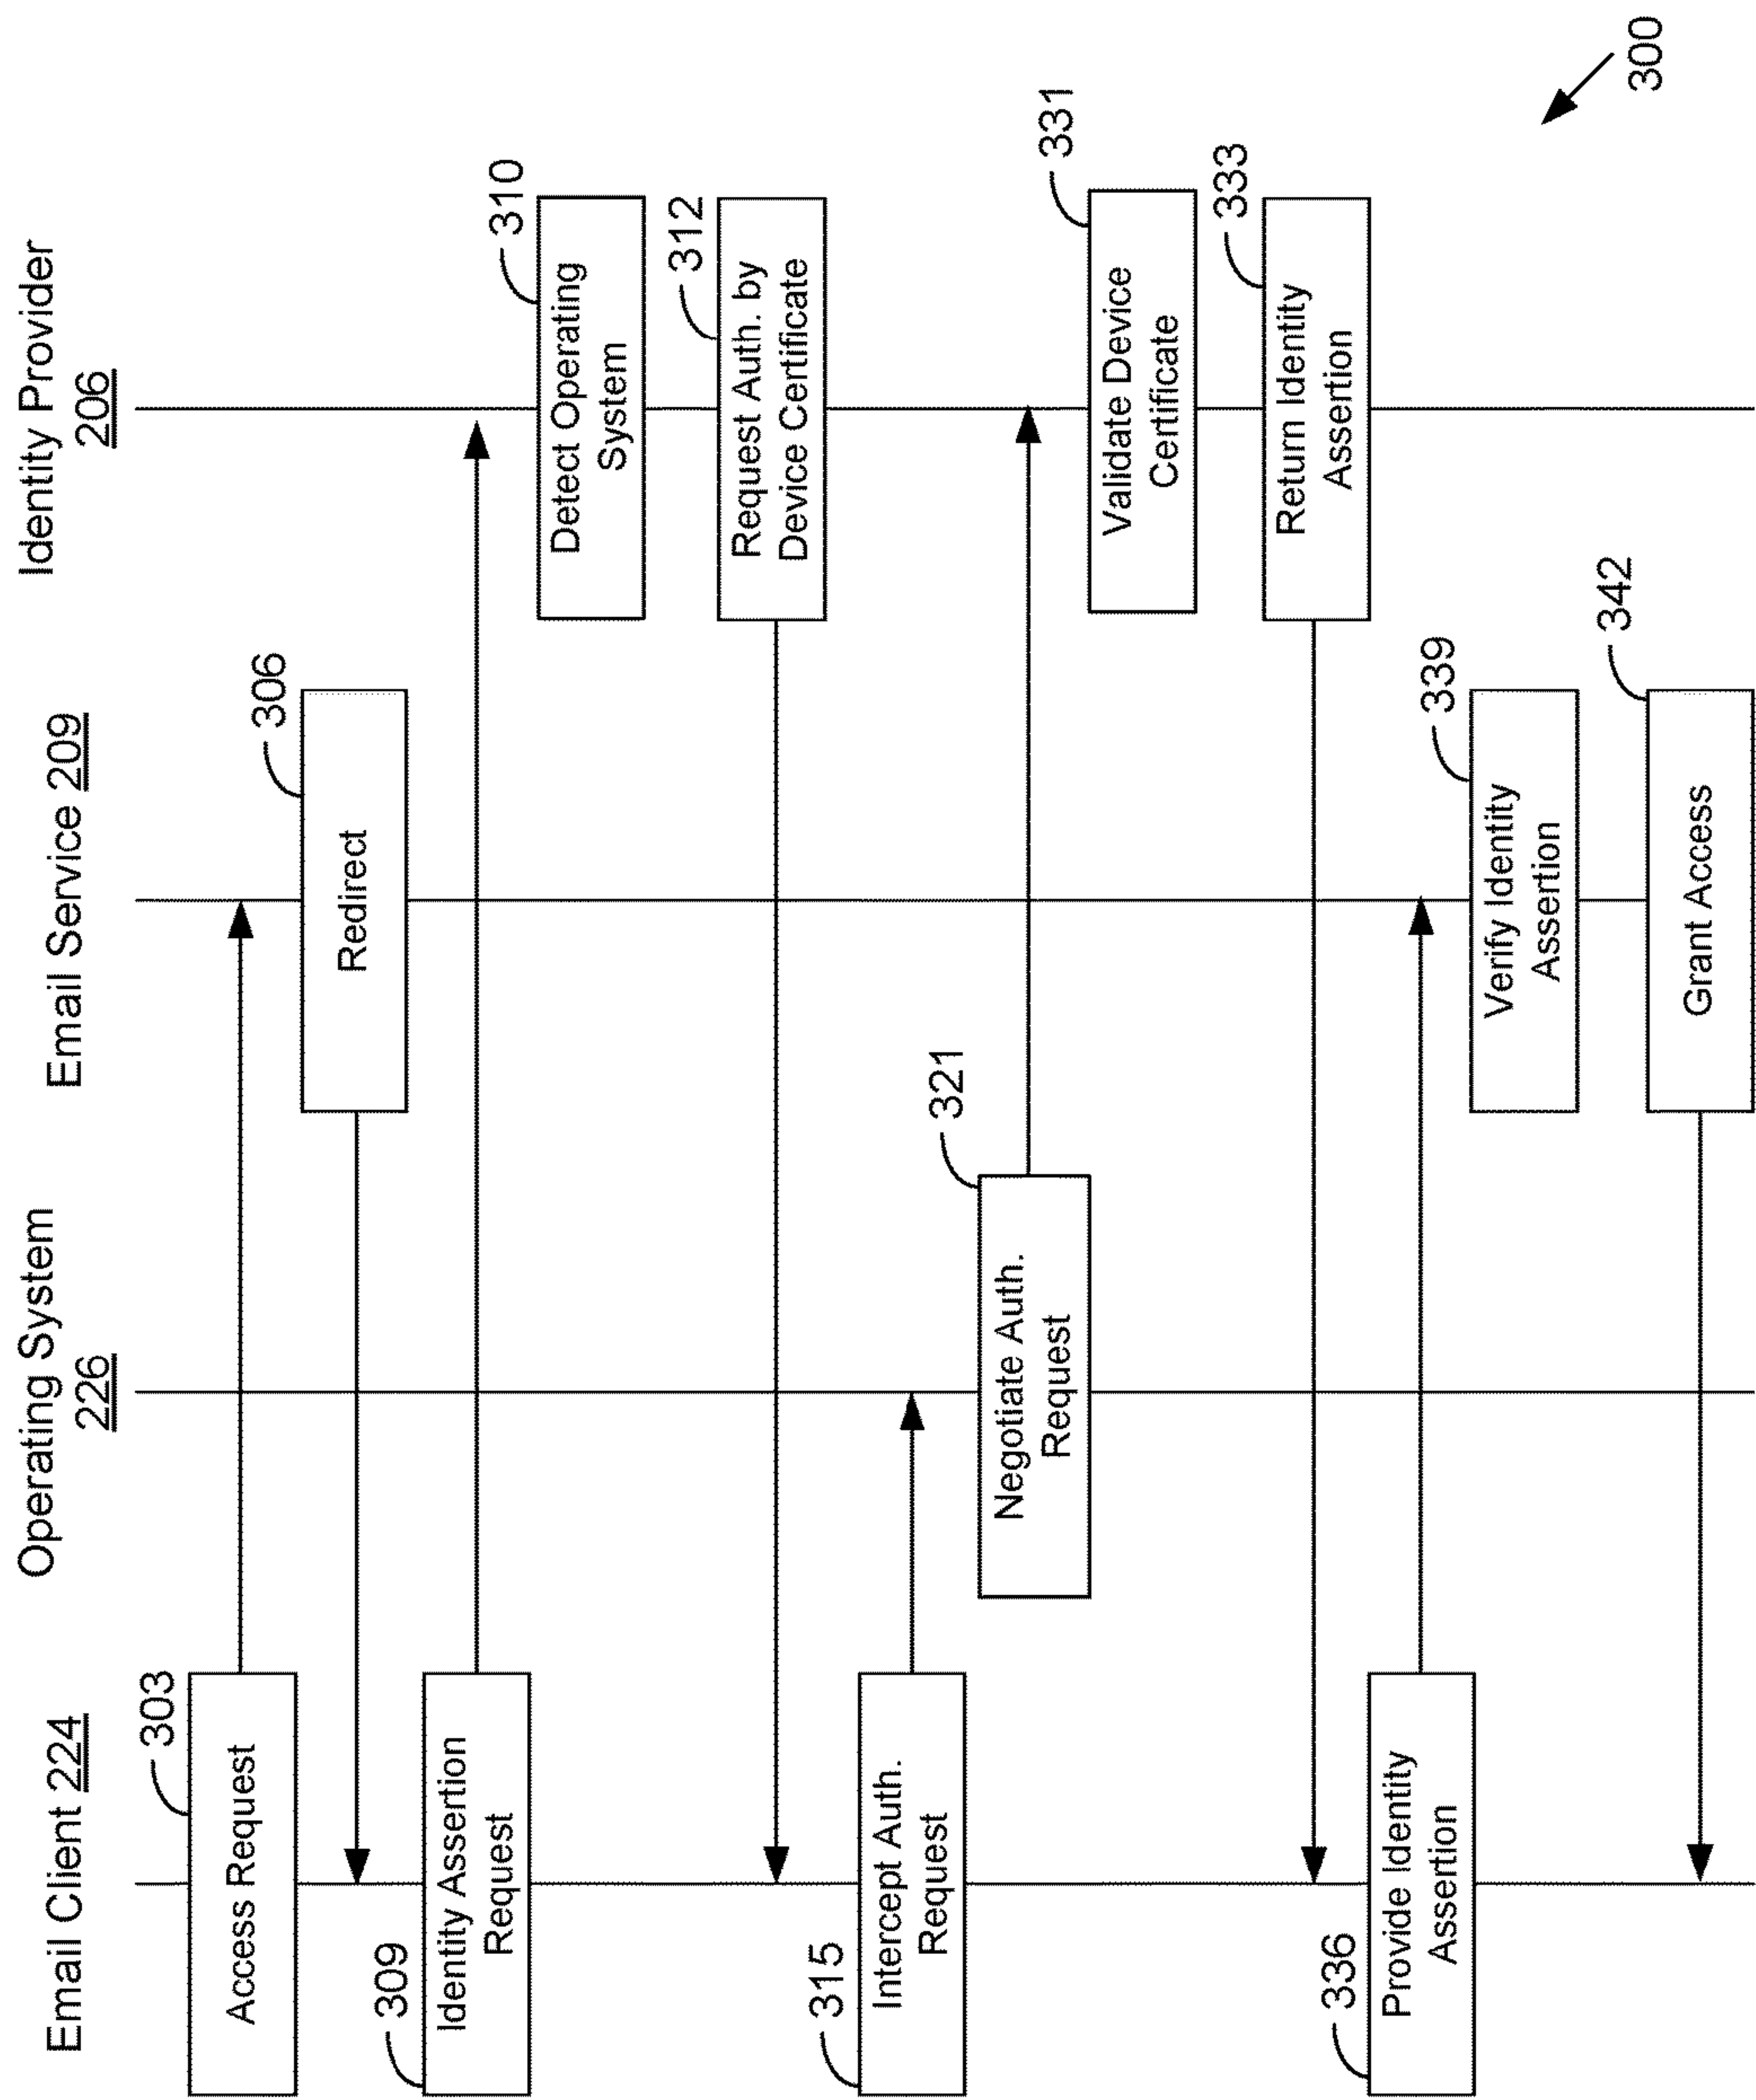 Email Client 224
Operating System
226
Email Service 209
Identity Provider
206
303
Access Request
306
Redirect
309
Identity Assertion
Request
310
Detect Operating
System
312
Request Auth. by
Device Certificate
315
Intercept Auth.
Request
321
Negotiate Auth.
Request
331
Validate Device
Certificate
333
Return Identity
Assertion
336
Provide Identity
Assertion
339
Verify Identity
Assertion
342
Grant Access
300